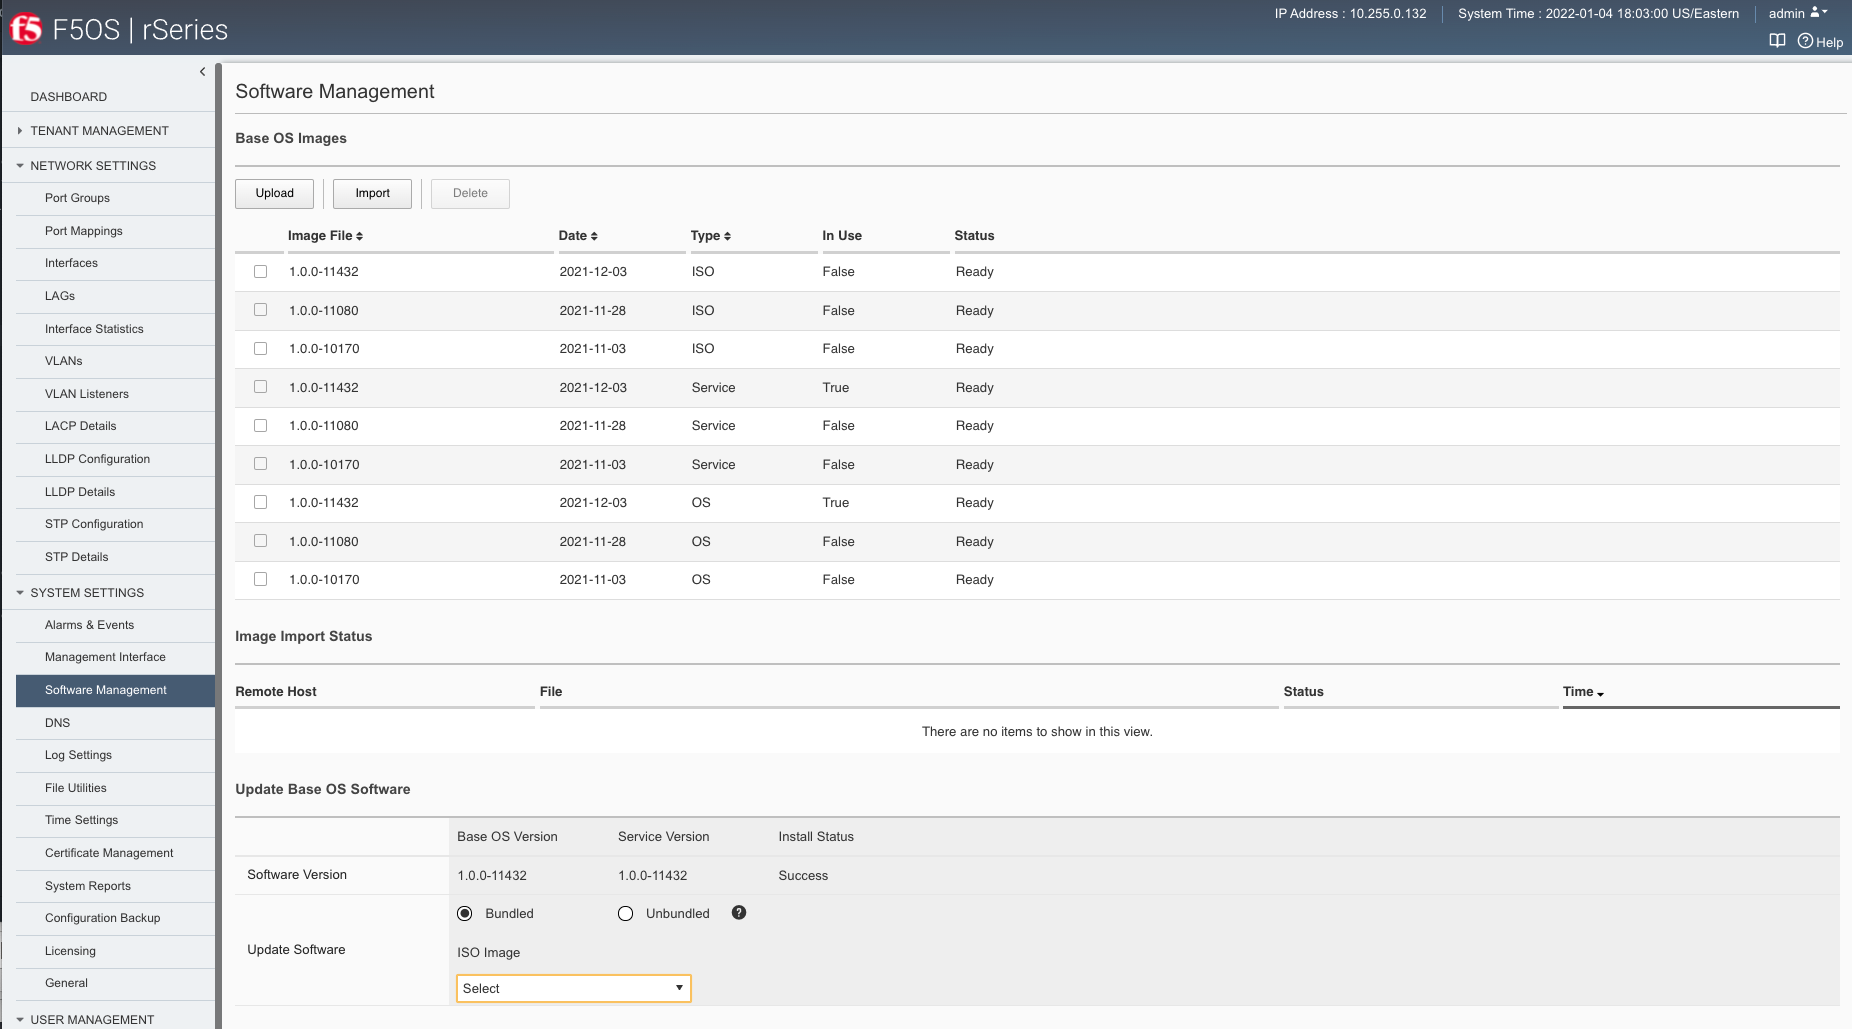 f5 F5OS | rSeries
IP Address : 10.255.0.132
System Time : 2022-01-04 18:03:00 US/Eastern
admin
Help
DASHBOARD
TENANT MANAGEMENT
NETWORK SETTINGS
Port Groups
Port Mappings
Interfaces
LAGs
Interface Statistics
VLANs
VLAN Listeners
LACP Details
LLDP Configuration
LLDP Details
STP Configuration
STP Details
SYSTEM SETTINGS
Alarms & Events
Management Interface
Software Management
DNS
Log Settings
File Utilities
Time Settings
Certificate Management
System Reports
Configuration Backup
Licensing
General
USER MANAGEMENT
Software Management
Base OS Images
Upload Import Delete
Image File Date Type In Use Status
1.0.0-11432 2021-12-03 ISO False Ready
1.0.0-11080 2021-11-28 ISO False Ready
1.0.0-10170 2021-11-03 ISO False Ready
1.0.0-11432 2021-12-03 Service True Ready
1.0.0-11080 2021-11-28 Service False Ready
1.0.0-10170 2021-11-03 Service False Ready
1.0.0-11432 2021-12-03 OS True Ready
1.0.0-11080 2021-11-28 OS False Ready
1.0.0-10170 2021-11-03 OS False Ready
Image Import Status
Remote Host File Status Time
There are no items to show in this view.
Update Base OS Software
Base OS Version Service Version Install Status
Software Version 1.0.0-11432 1.0.0-11432 Success
Bundled Unbundled ?
Update Software
ISO Image
Select